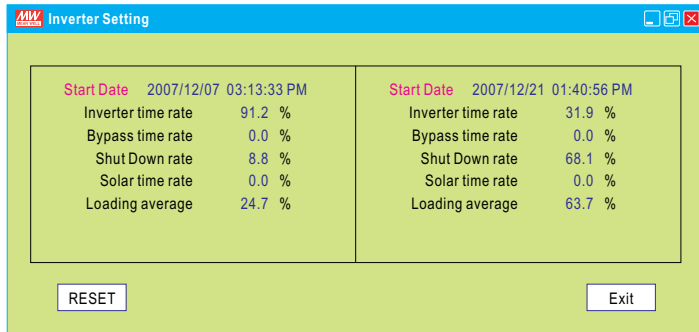 MW MEAN WELL Inverter Setting
Start Date 2007/12/07 03:13:33 PM
Inverter time rate 91.2 %
Bypass time rate 0.0 %
Shut Down rate 8.8 %
Solar time rate 0.0 %
Loading average 24.7 %
Start Date 2007/12/21 01:40:56 PM
Inverter time rate 31.9 %
Bypass time rate 0.0 %
Shut Down rate 68.1 %
Solar time rate 0.0 %
Loading average 63.7 %
RESET
Exit